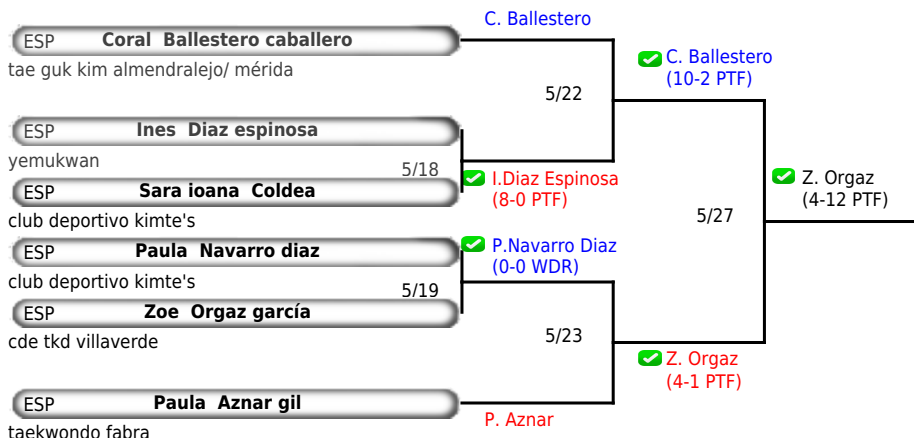 C. Ballestero
ESP Coral Ballestero caballero
tae guk kim almendralejo/ mérida
C. Ballestero
(10-2 PTF)
5/22
ESP Ines Diaz espinosa
yemukwan
5/18
I.Diaz Espinosa
(8-0 PTF)
ESP Sara ioana Coldea
club deportivo kimte's
Z. Orgaz
(4-12 PTF)
5/27
ESP Paula Navarro diaz
club deportivo kimte's
P.Navarro Diaz
(0-0 WDR)
5/19
ESP Zoe Orgaz garcía
cde tkd villaverde
5/23
Z. Orgaz
(4-1 PTF)
ESP Paula Aznar gil
taekwondo fabra
P. Aznar